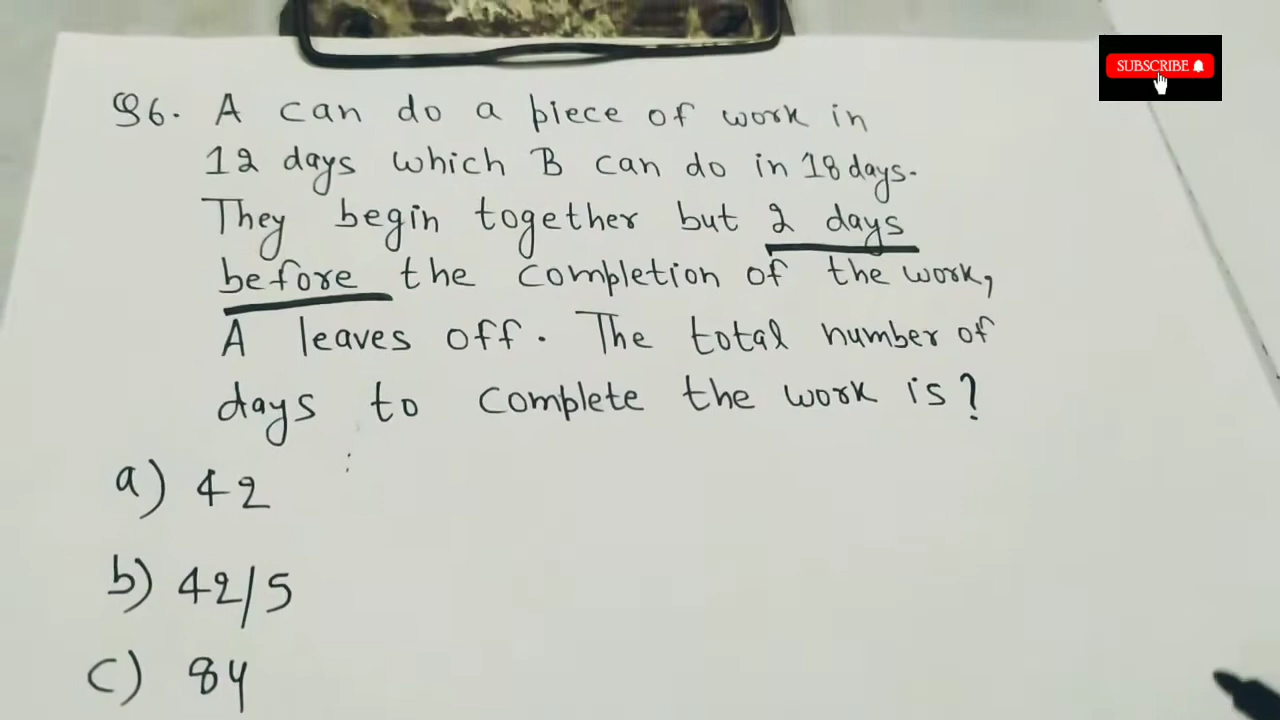 Q6. A can do a piece of work in
12 days which B can do in 18 days.
They begin together but 2 days
before the completion of the work,
A leaves off. The total number of
days to complete the work is?
a) 42
b) 42/5
c) 84
SUBSCRIBE